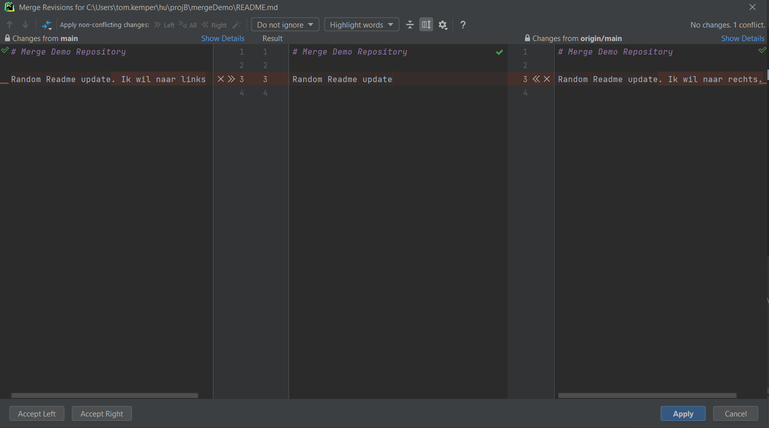 Merge Revisions for C:\Users\tom.kemper\hu\projB\mergeDemo\README.md
Apply non-conflicting changes: Left All Right Do not ignore Highlight words ? No changes. 1 conflict.
Changes from main Show Details Result Changes from origin/main Show Details
# Merge Demo Repository 1 1 # Merge Demo Repository 1 # Merge Demo Repository
2 2 2
Random Readme update. Ik wil naar links 3 3 Random Readme update 3 Random Readme update. Ik wil naar rechts,
4 4 4
Accept Left Accept Right Apply Cancel